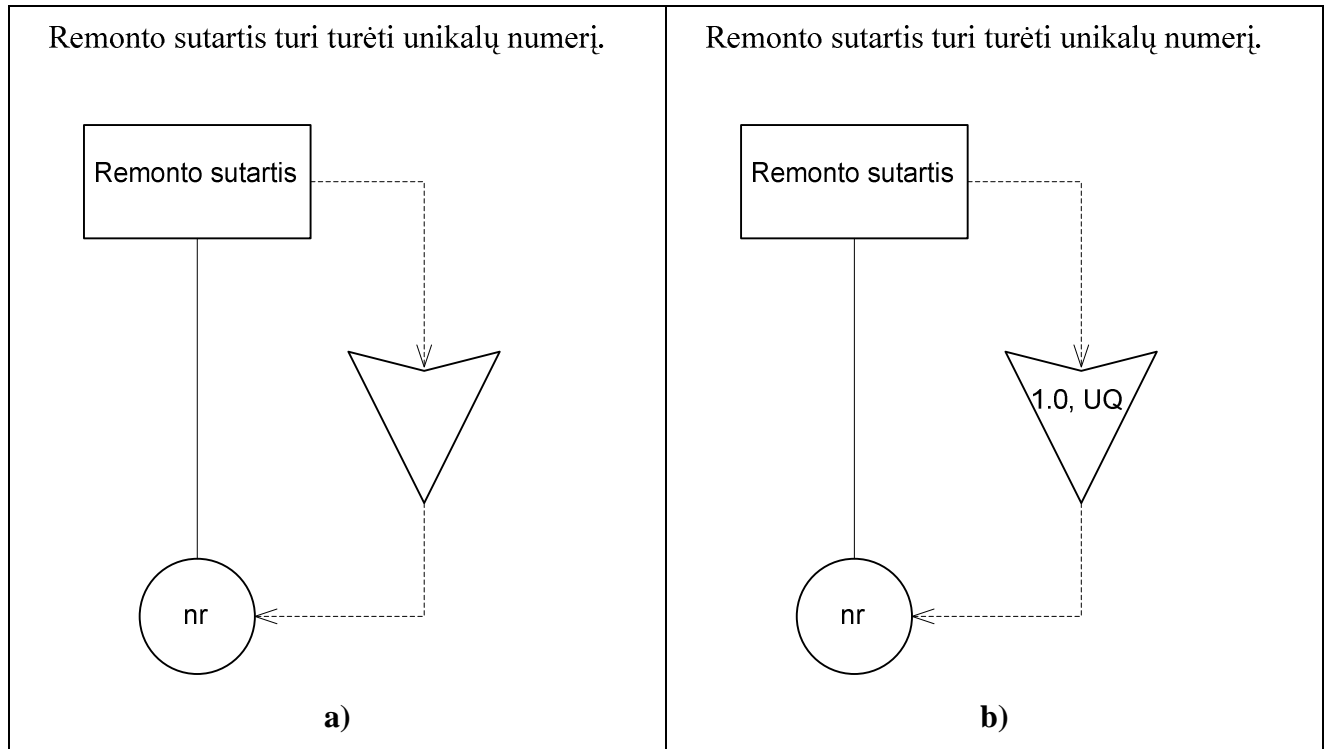 Remonto sutartis turi turėti unikalų numerį.
Remonto sutartis
nr
a)
Remonto sutartis turi turėti unikalų numerį.
Remonto sutartis
1.0, UQ
nr
b)